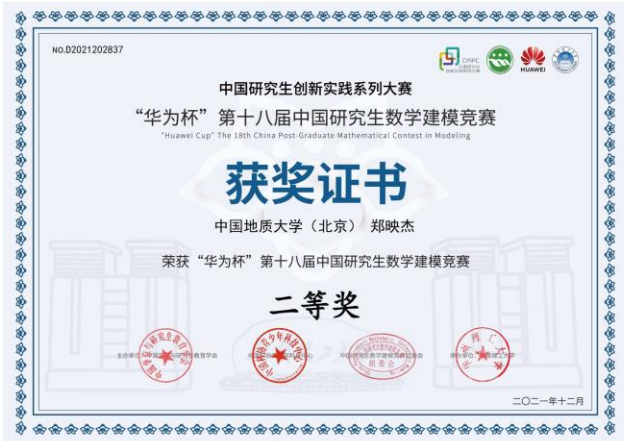 NO.D2021202837
CPIPC
HUAWEI
中国研究生创新实践系列大赛
“华为杯”第十八届中国研究生数学建模竞赛
"Huawei Cup" The 18th China Post-Graduate Mathematical Contest in Modeling
获奖证书
中国地质大学（北京） 郑映杰
荣获“华为杯”第十八届中国研究生数学建模竞赛
二等奖
组委会
二〇二一年十二月